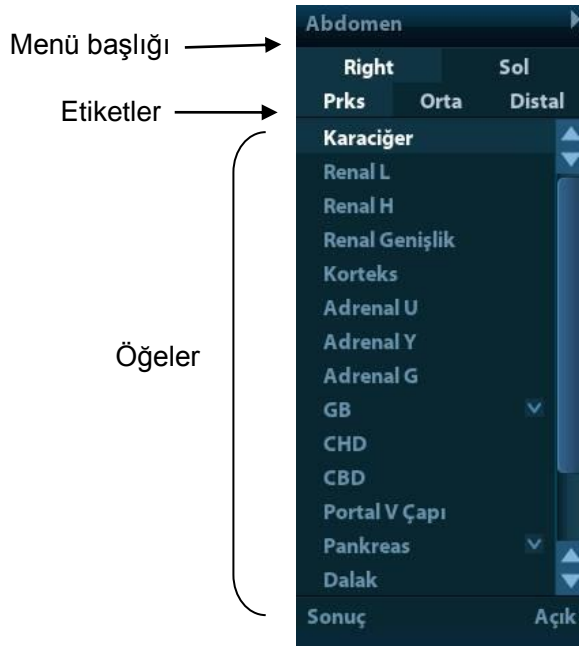 Menü başlığı
Abdomen
Right Sol
Etiketler
Prks Orta Distal
Öğeler
Karaciğer
Renal L
Renal H
Renal Genişlik
Korteks
Adrenal U
Adrenal Y
Adrenal G
GB
CHD
CBD
Portal V Çapı
Pankreas
Dalak
Sonuç Açık